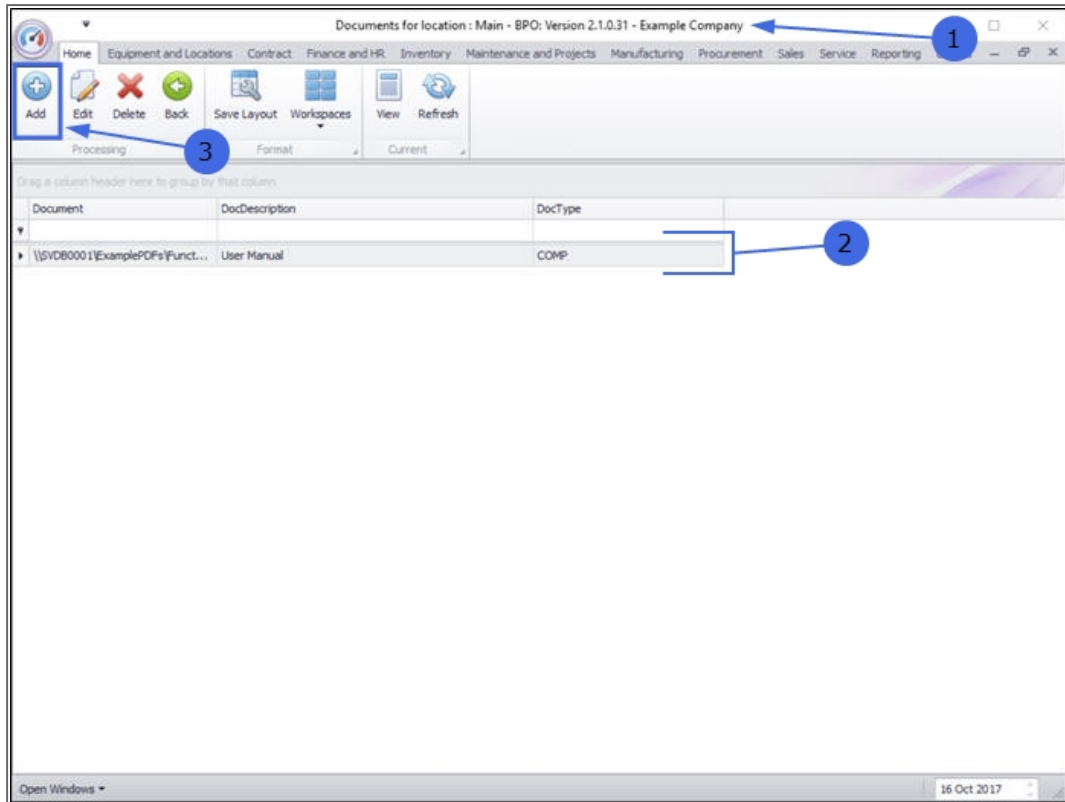 Documents for location : Main - BPO: Version 2.1.0.31 - Example Company
1
Home Equipment and Locations Contract Finance and HR Inventory Maintenance and Projects Manufacturing Procurement Sales Service Reporting
Add Edit Delete Back Save Layout Workspaces View Refresh
3
Processing Format Current
Drag a column header here to group by that column
Document DocDescription DocType
2
\\SVDB0001\ExamplePDFs\Funct... User Manual COMP
Open Windows 16 Oct 2017